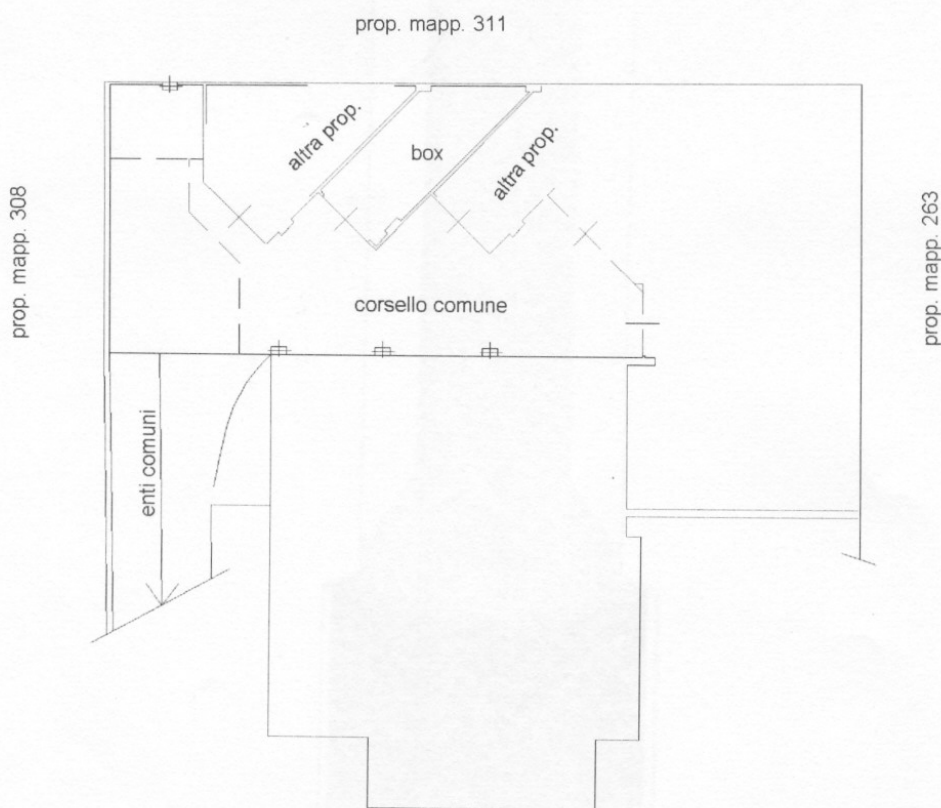 prop. mapp. 311
altra prop.
box
altra prop.
prop. mapp. 308
prop. mapp. 263
corsello comune
enti comuni